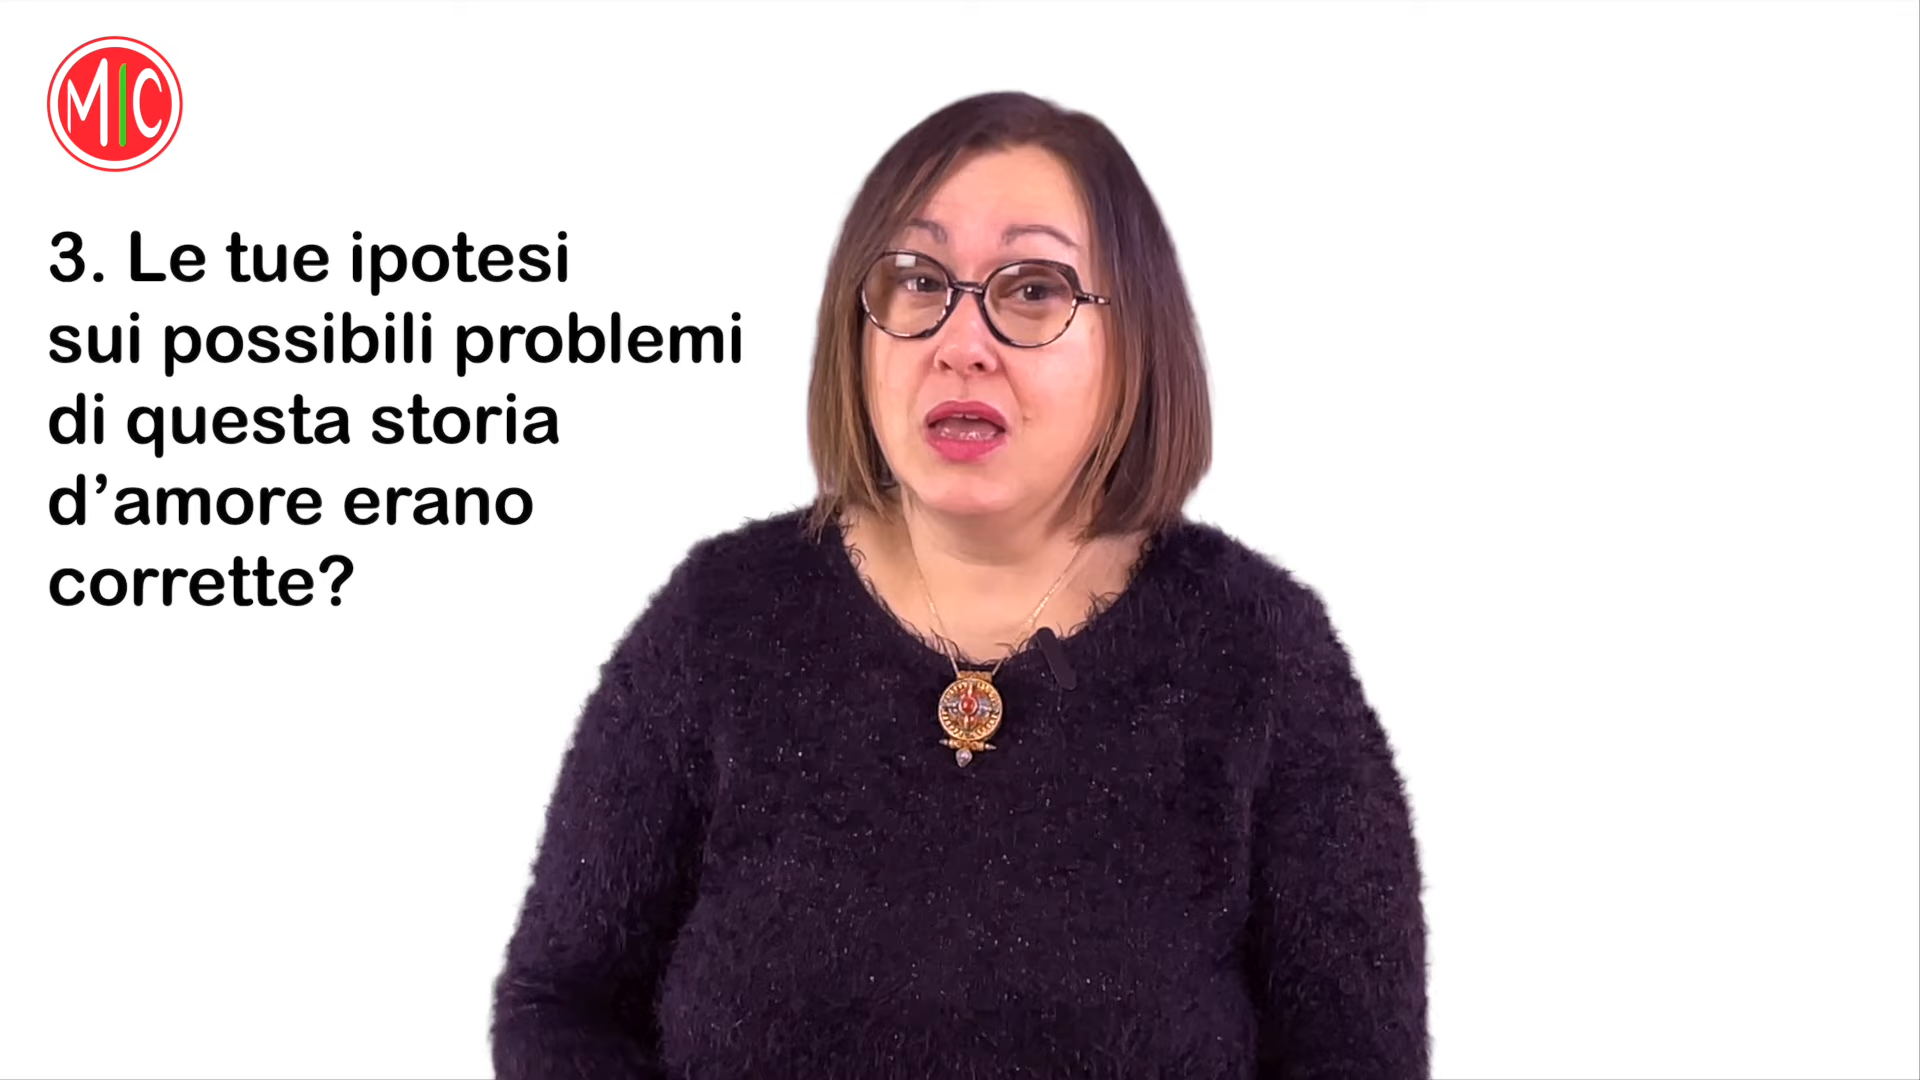 MIC
3. Le tue ipotesi
sui possibili problemi
di questa storia
d’amore erano
corrette?